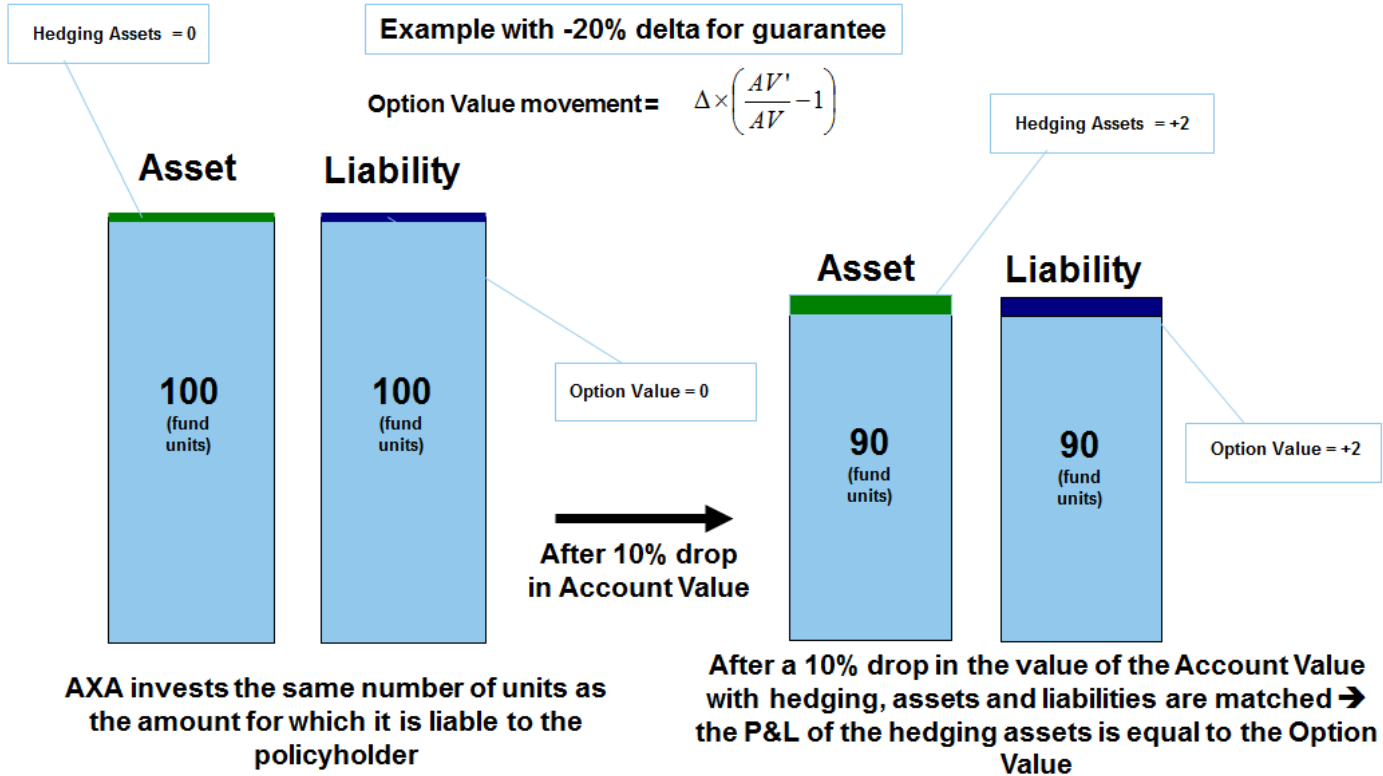 Hedging Assets = 0
Example with -20% delta for guarantee
Option Value movement= Δ×(AV'/AV −1)
Hedging Assets = +2
Asset
Liability
100
(fund
units)
100
(fund
units)
Option Value = 0
After 10% drop
in Account Value
Asset
Liability
90
(fund
units)
90
(fund
units)
Option Value = +2
AXA invests the same number of units as
the amount for which it is liable to the
policyholder
After a 10% drop in the value of the Account Value
with hedging, assets and liabilities are matched ➔
the P&L of the hedging assets is equal to the Option
Value